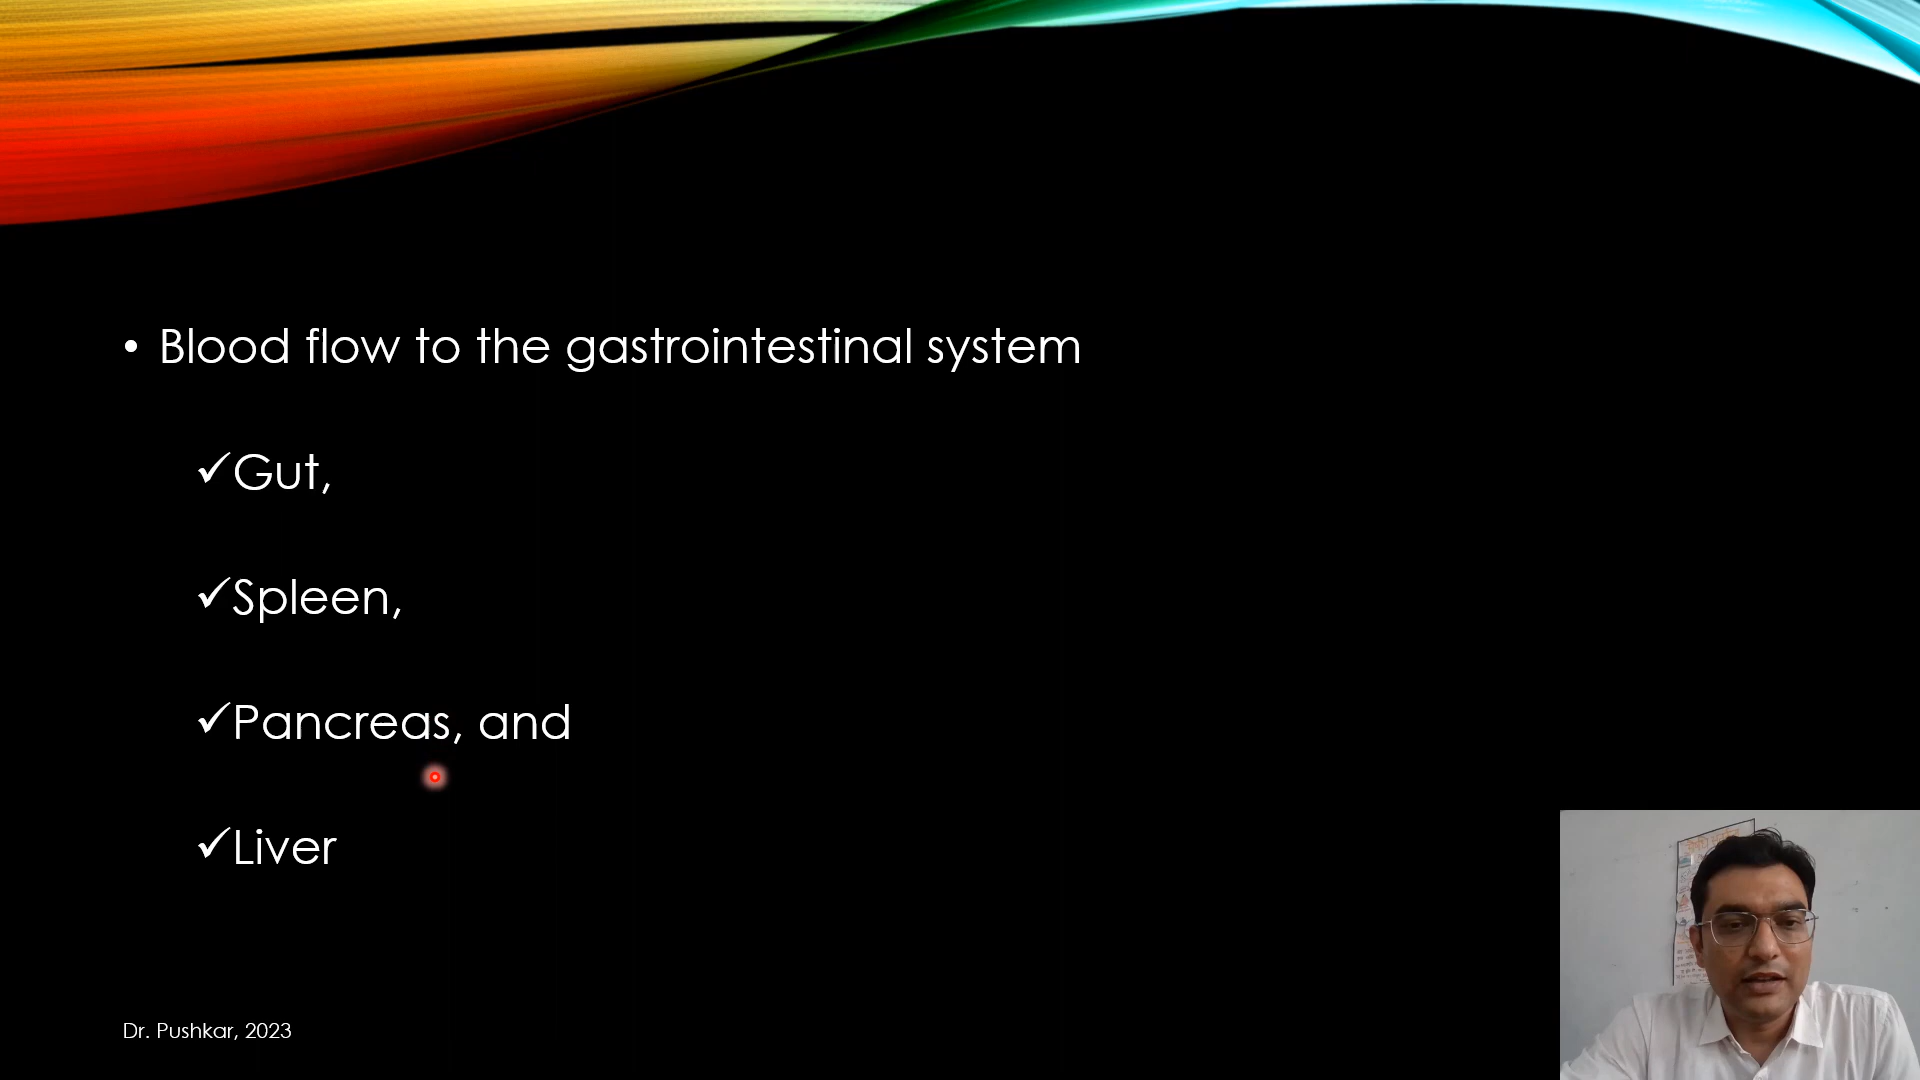 • Blood flow to the gastrointestinal system
✓Gut,
✓Spleen,
✓Pancreas, and
✓Liver
Dr. Pushkar, 2023